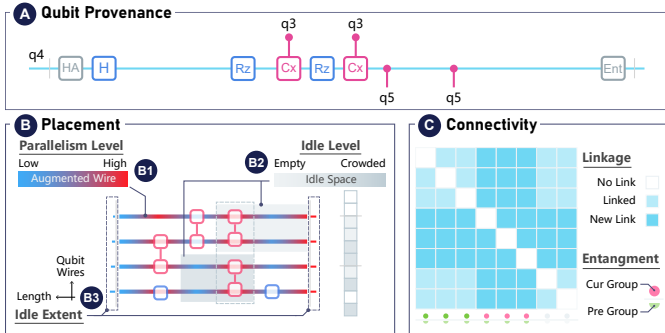 A Qubit Provenance
q3 q3
q4
HA H Rz Cx Rz Cx Ent
q5 q5
B Placement
Parallelism Level
Low High
Augmented Wire
B1
B2
Idle Level
Empty Crowded
Idle Space
Qubit
Wires
Length
B3
Idle Extent
C Connectivity
Linkage
No Link
Linked
New Link
Entangment
Cur Group
Pre Group